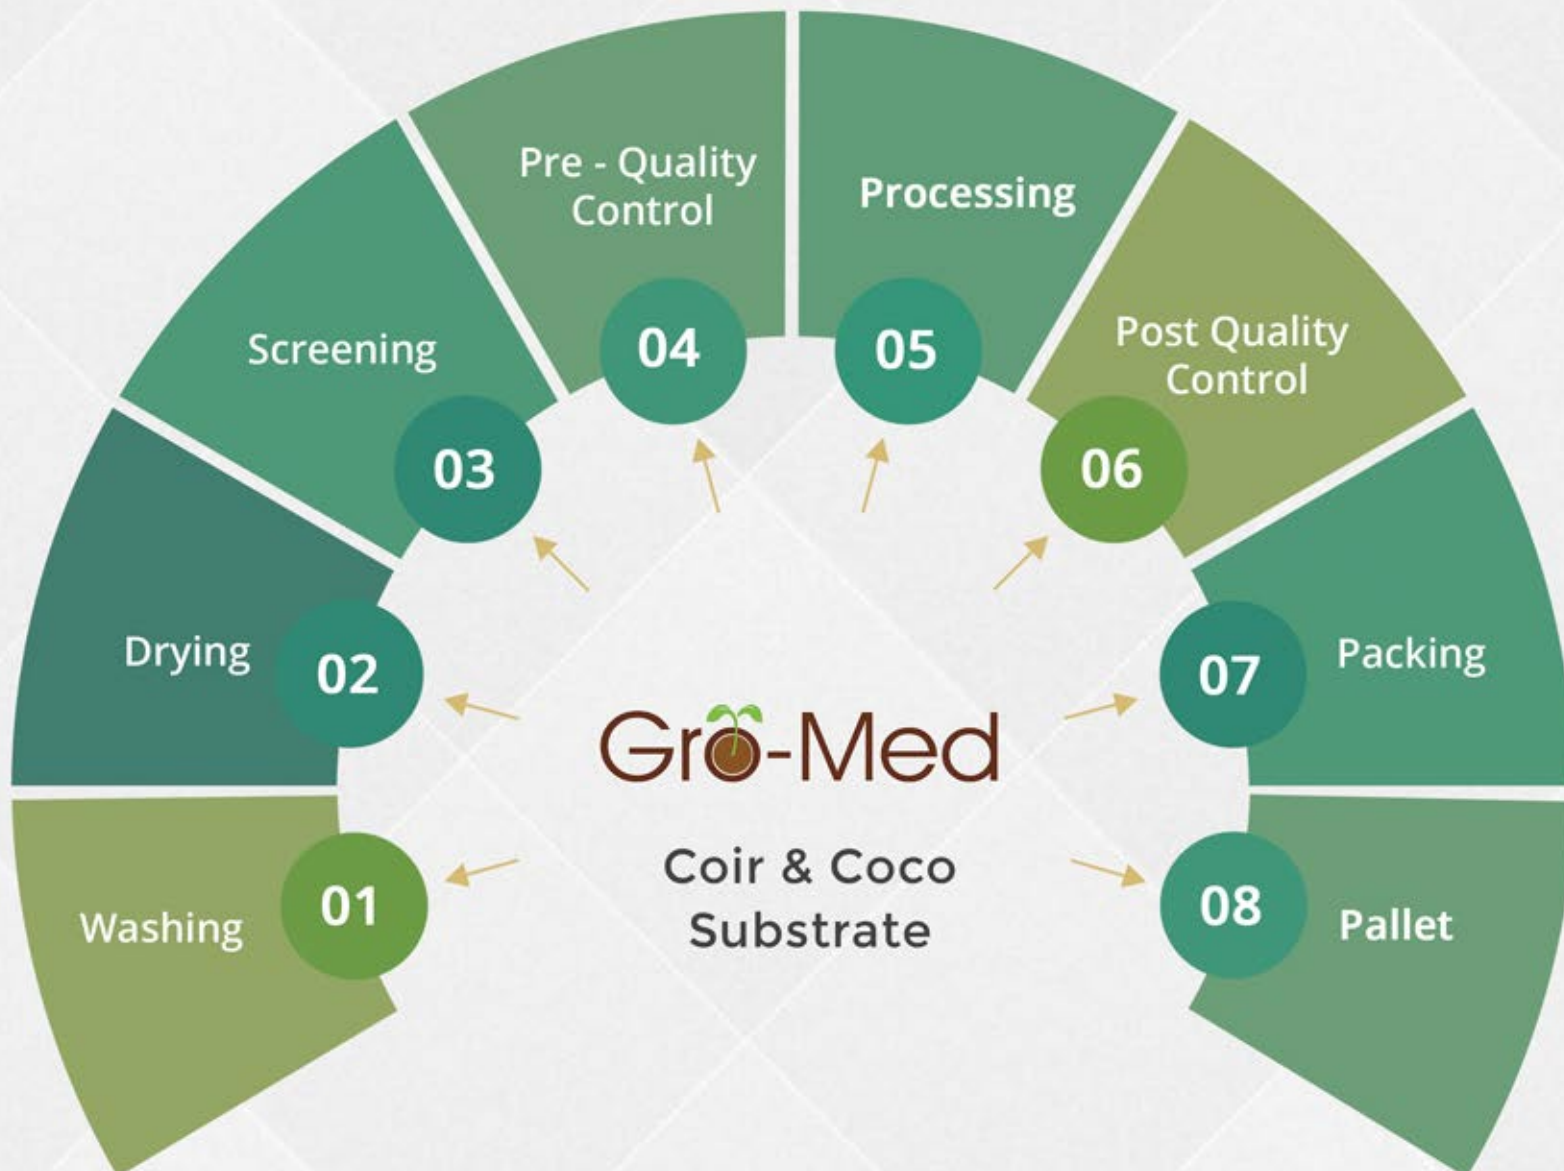 01
Washing
02
Drying
03
Screening
04
Pre - Quality
Control
05
Processing
06
Post Quality
Control
07
Packing
08
Pallet
Gro-Med
Coir & Coco
Substrate